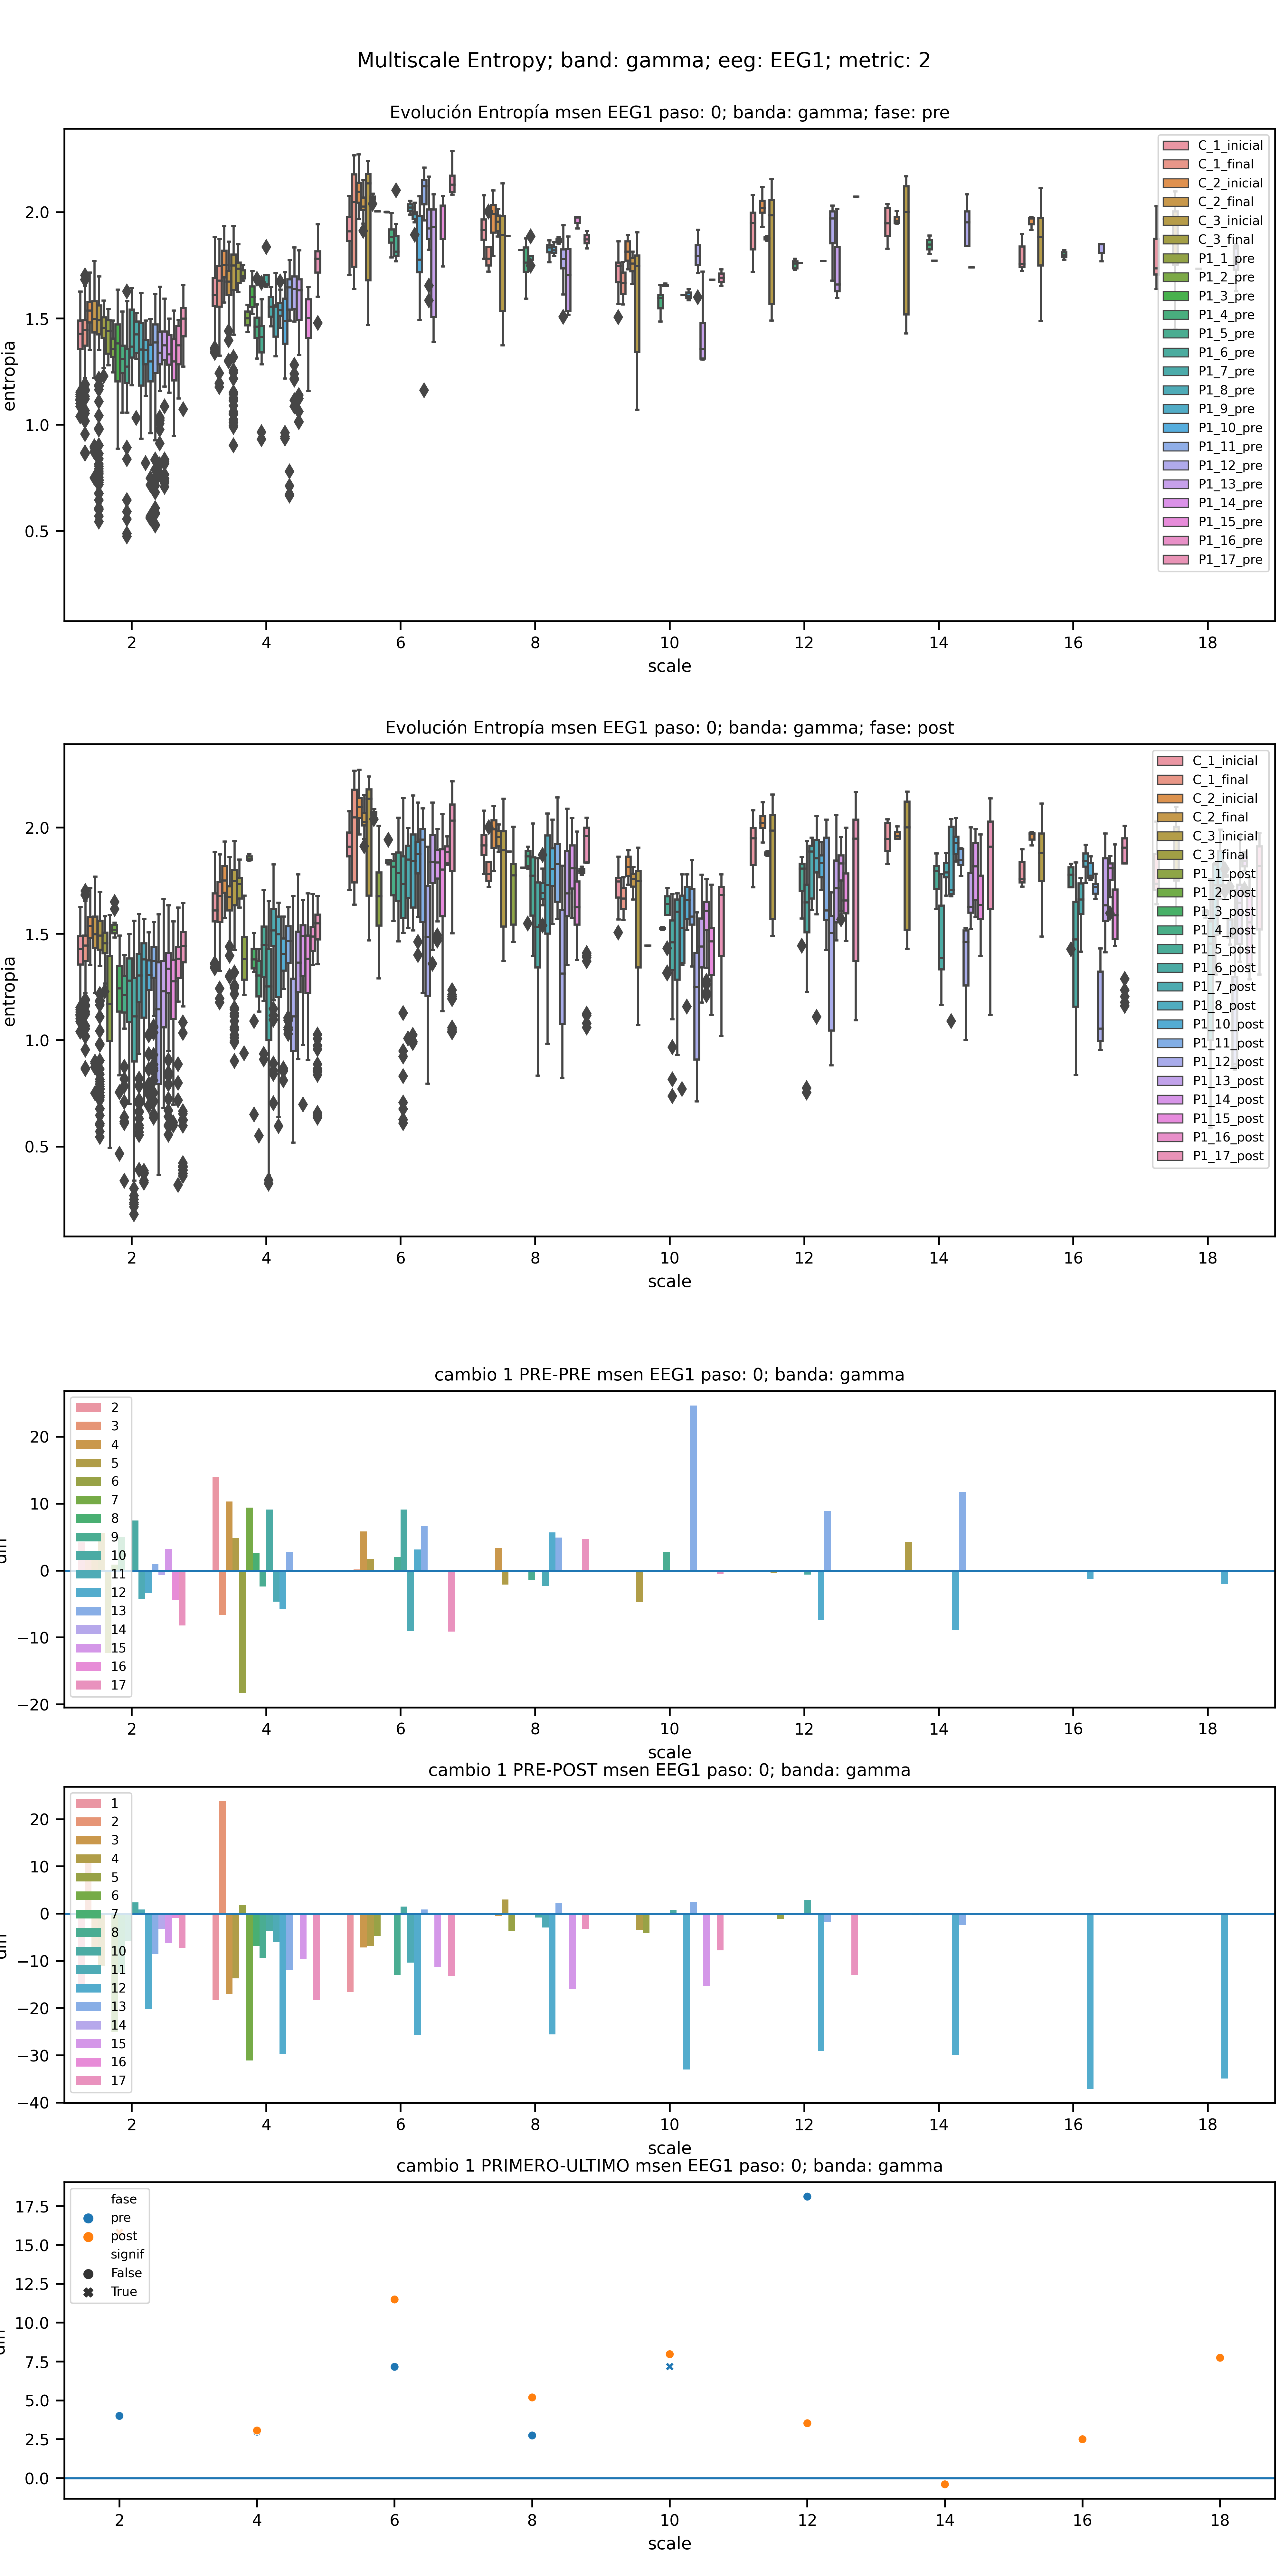 Multiscale Entropy; band: gamma; eeg: EEG1; metric: 2
Evolución Entropía msen EEG1 paso: 0; banda: gamma; fase: pre
entropia
2.0
1.5
1.0
0.5
2 4 6 8 10 12 14 16 18
scale
C_1_inicial
C_1_final
C_2_inicial
C_2_final
C_3_inicial
C_3_final
P1_1_pre
P1_2_pre
P1_3_pre
P1_4_pre
P1_5_pre
P1_6_pre
P1_7_pre
P1_8_pre
P1_9_pre
P1_10_pre
P1_11_pre
P1_12_pre
P1_13_pre
P1_14_pre
P1_15_pre
P1_16_pre
P1_17_pre
Evolución Entropía msen EEG1 paso: 0; banda: gamma; fase: post
entropia
2.0
1.5
1.0
0.5
2 4 6 8 10 12 14 16 18
scale
C_1_inicial
C_1_final
C_2_inicial
C_2_final
C_3_inicial
C_3_final
P1_1_post
P1_2_post
P1_3_post
P1_4_post
P1_5_post
P1_6_post
P1_7_post
P1_8_post
P1_10_post
P1_11_post
P1_12_post
P1_13_post
P1_14_post
P1_15_post
P1_16_post
P1_17_post
cambio 1 PRE-PRE msen EEG1 paso: 0; banda: gamma
20
10
0
−10
−20
2
3
4
5
6
7
8
9
10
11
12
13
14
15
16
17
2 4 6 8 10 12 14 16 18
scale
cambio 1 PRE-POST msen EEG1 paso: 0; banda: gamma
20
10
0
−10
−20
−30
−40
1
2
3
4
5
6
7
8
10
11
12
13
14
15
16
17
2 4 6 8 10 12 14 16 18
scale
cambio 1 PRIMERO-ULTIMO msen EEG1 paso: 0; banda: gamma
17.5
15.0
12.5
10.0
7.5
5.0
2.5
0.0
fase
pre
post
signif
False
True
2 4 6 8 10 12 14 16 18
scale